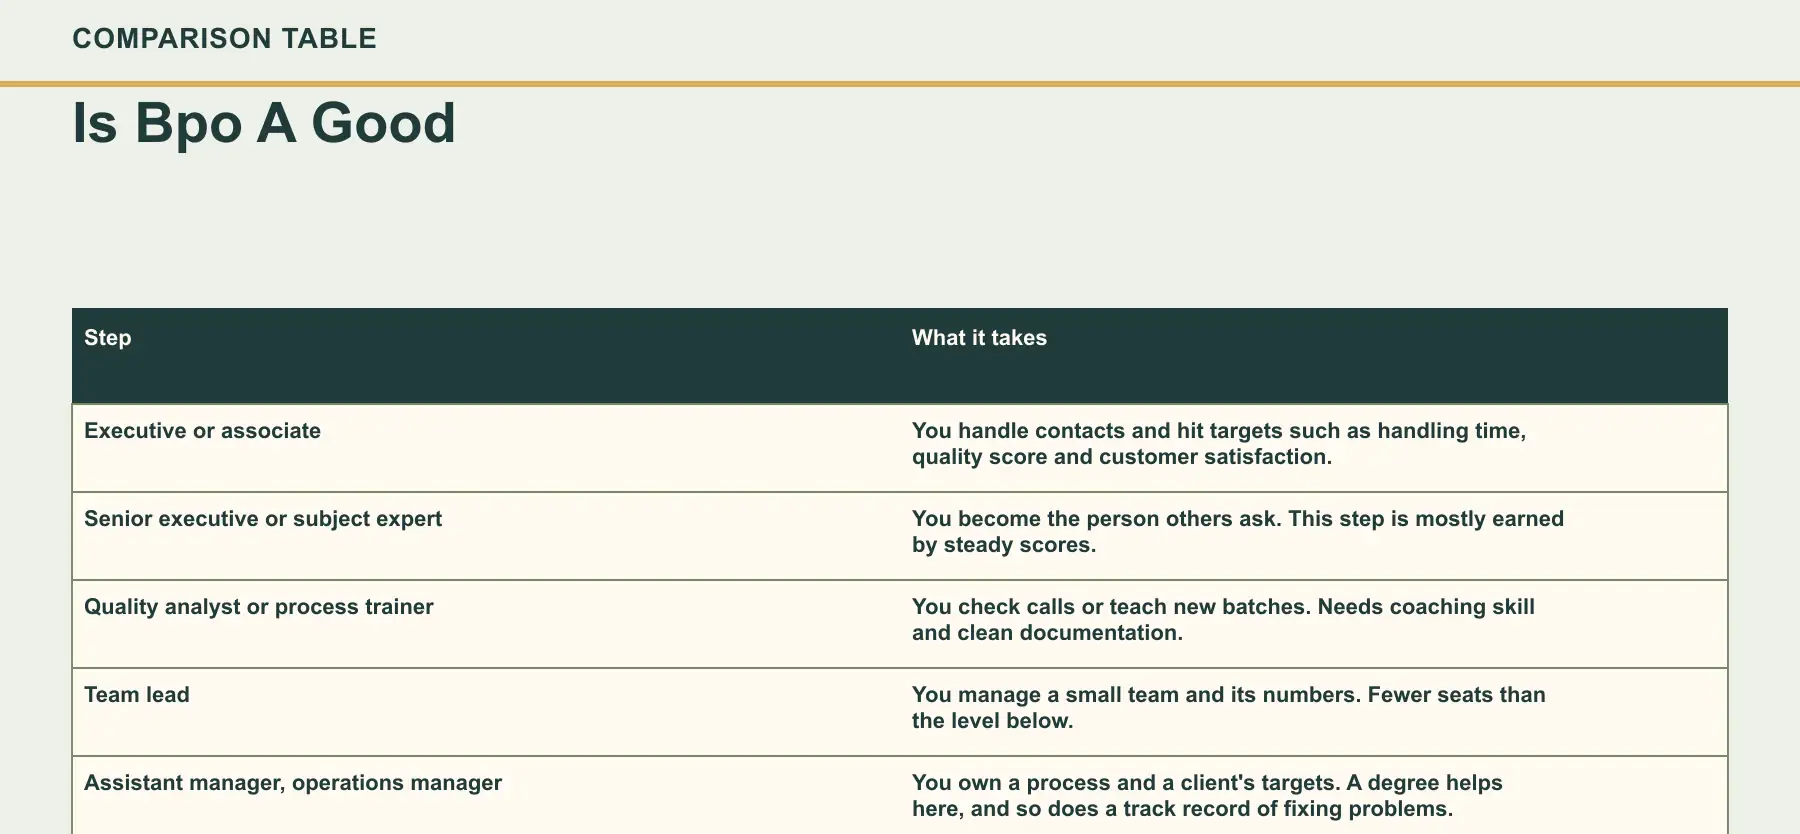 COMPARISON TABLE
Is Bpo A Good
Step
What it takes
Executive or associate
You handle contacts and hit targets such as handling time,
quality score and customer satisfaction.
Senior executive or subject expert
You become the person others ask. This step is mostly earned
by steady scores.
Quality analyst or process trainer
You check calls or teach new batches. Needs coaching skill
and clean documentation.
Team lead
You manage a small team and its numbers. Fewer seats than
the level below.
Assistant manager, operations manager
You own a process and a client's targets. A degree helps
here, and so does a track record of fixing problems.